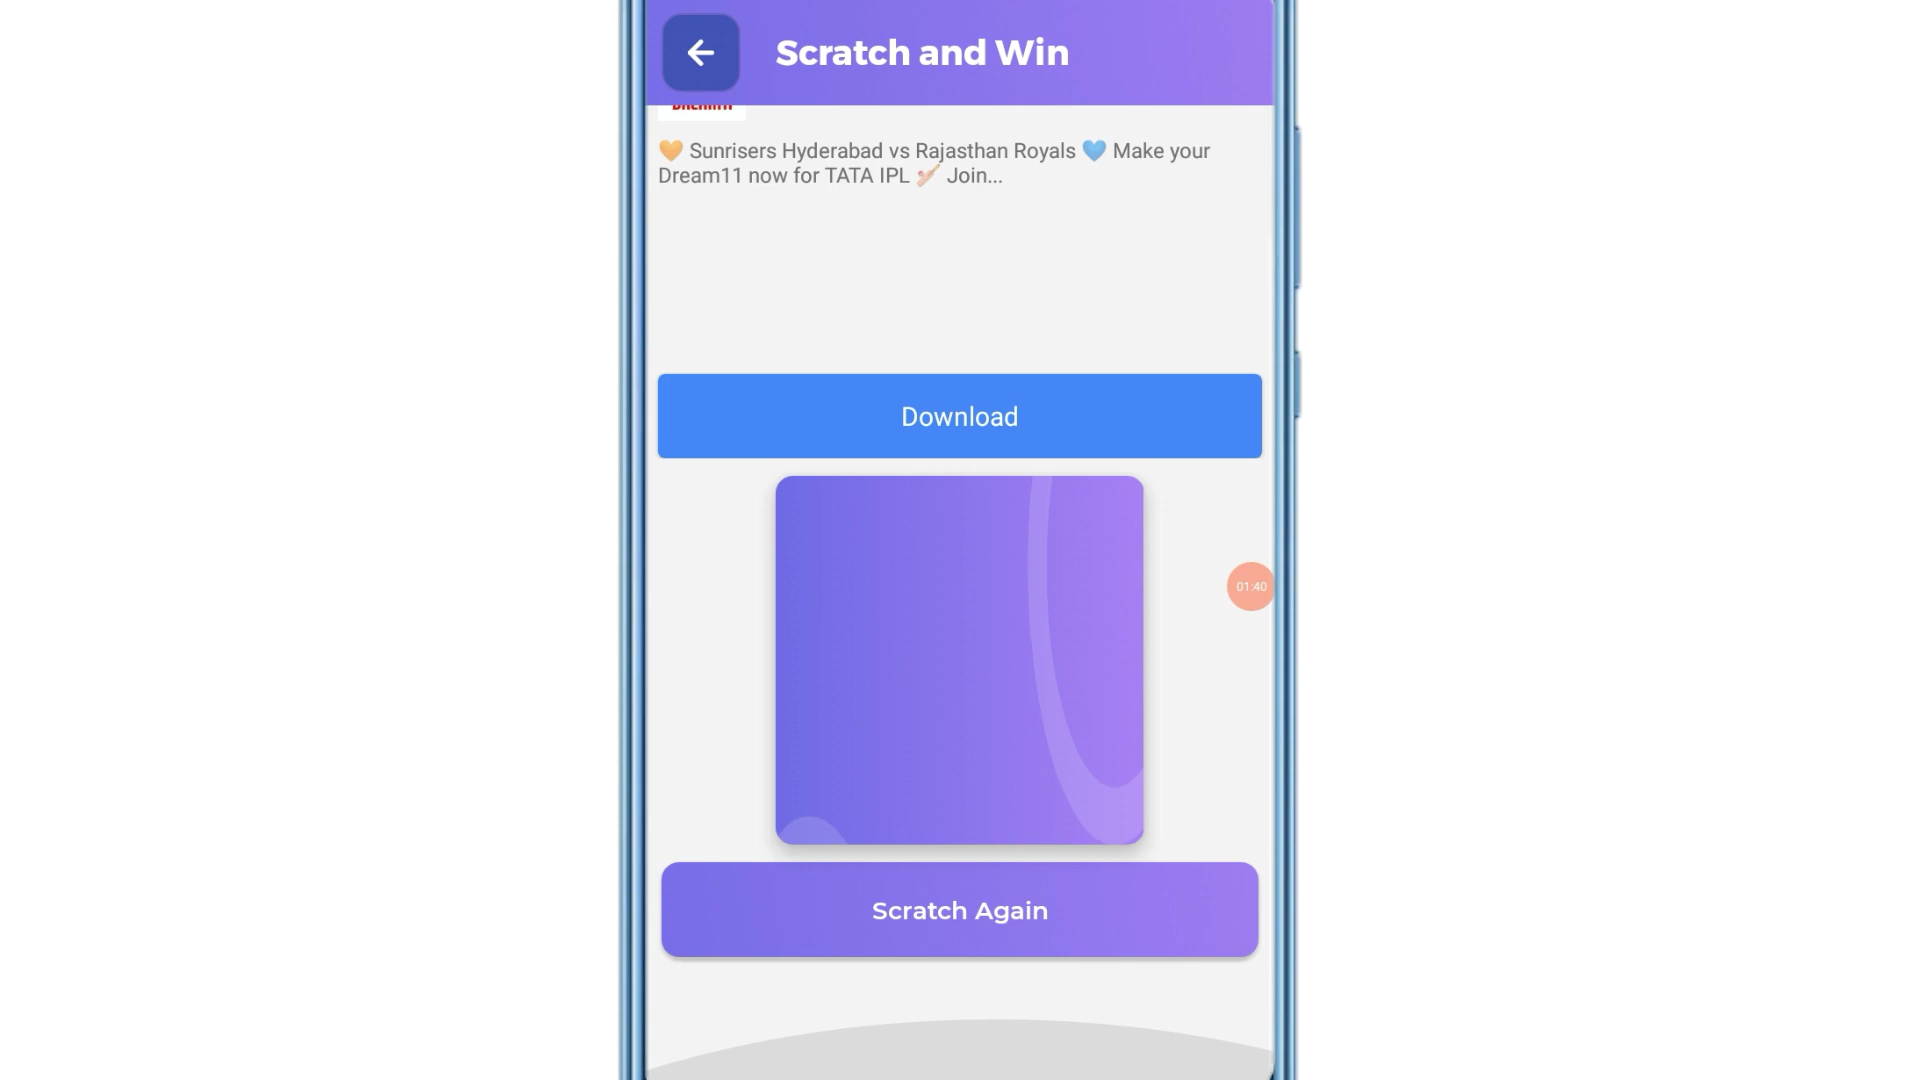 Scratch and Win
🧡 Sunrisers Hyderabad vs Rajasthan Royals 💙 Make your
Dream11 now for TATA IPL 🏏 Join...
Download
01:40
Scratch Again